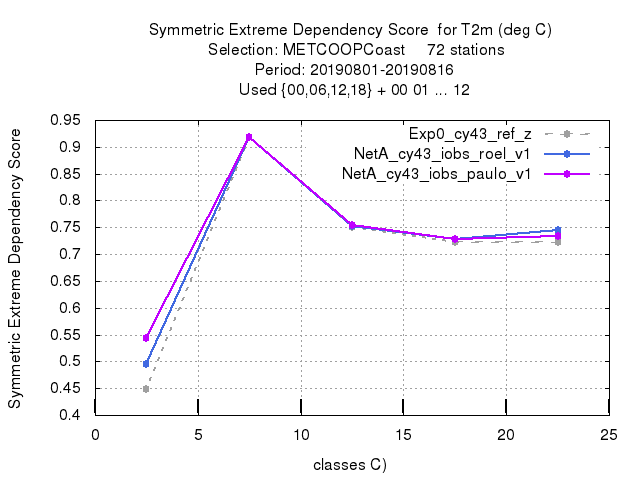 Symmetric Extreme Dependency Score  for T2m (deg C)
Selection: METCOOPCoast     72 stations
Period: 20190801-20190816
Used {00,06,12,18} + 00 01 ... 12
Exp0_cy43_ref_z
NetA_cy43_iobs_roel_v1
NetA_cy43_iobs_paulo_v1
Symmetric Extreme Dependency Score
0.95
0.9
0.85
0.8
0.75
0.7
0.65
0.6
0.55
0.5
0.45
0.4
0 5 10 15 20 25
classes C)